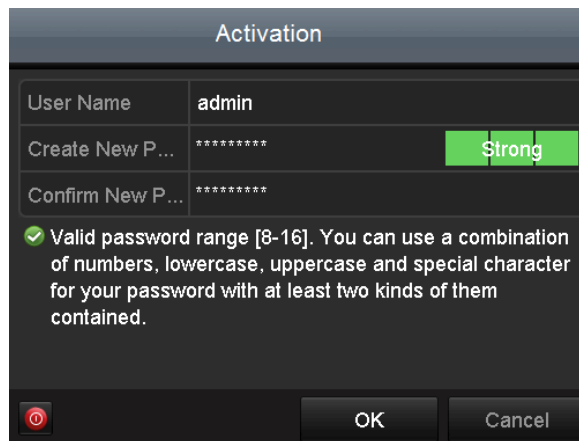 Activation
User Name admin
Create New P... ********* Strong
Confirm New P... *********
Valid password range [8-16]. You can use a combination
of numbers, lowercase, uppercase and special character
for your password with at least two kinds of them
contained.
OK Cancel